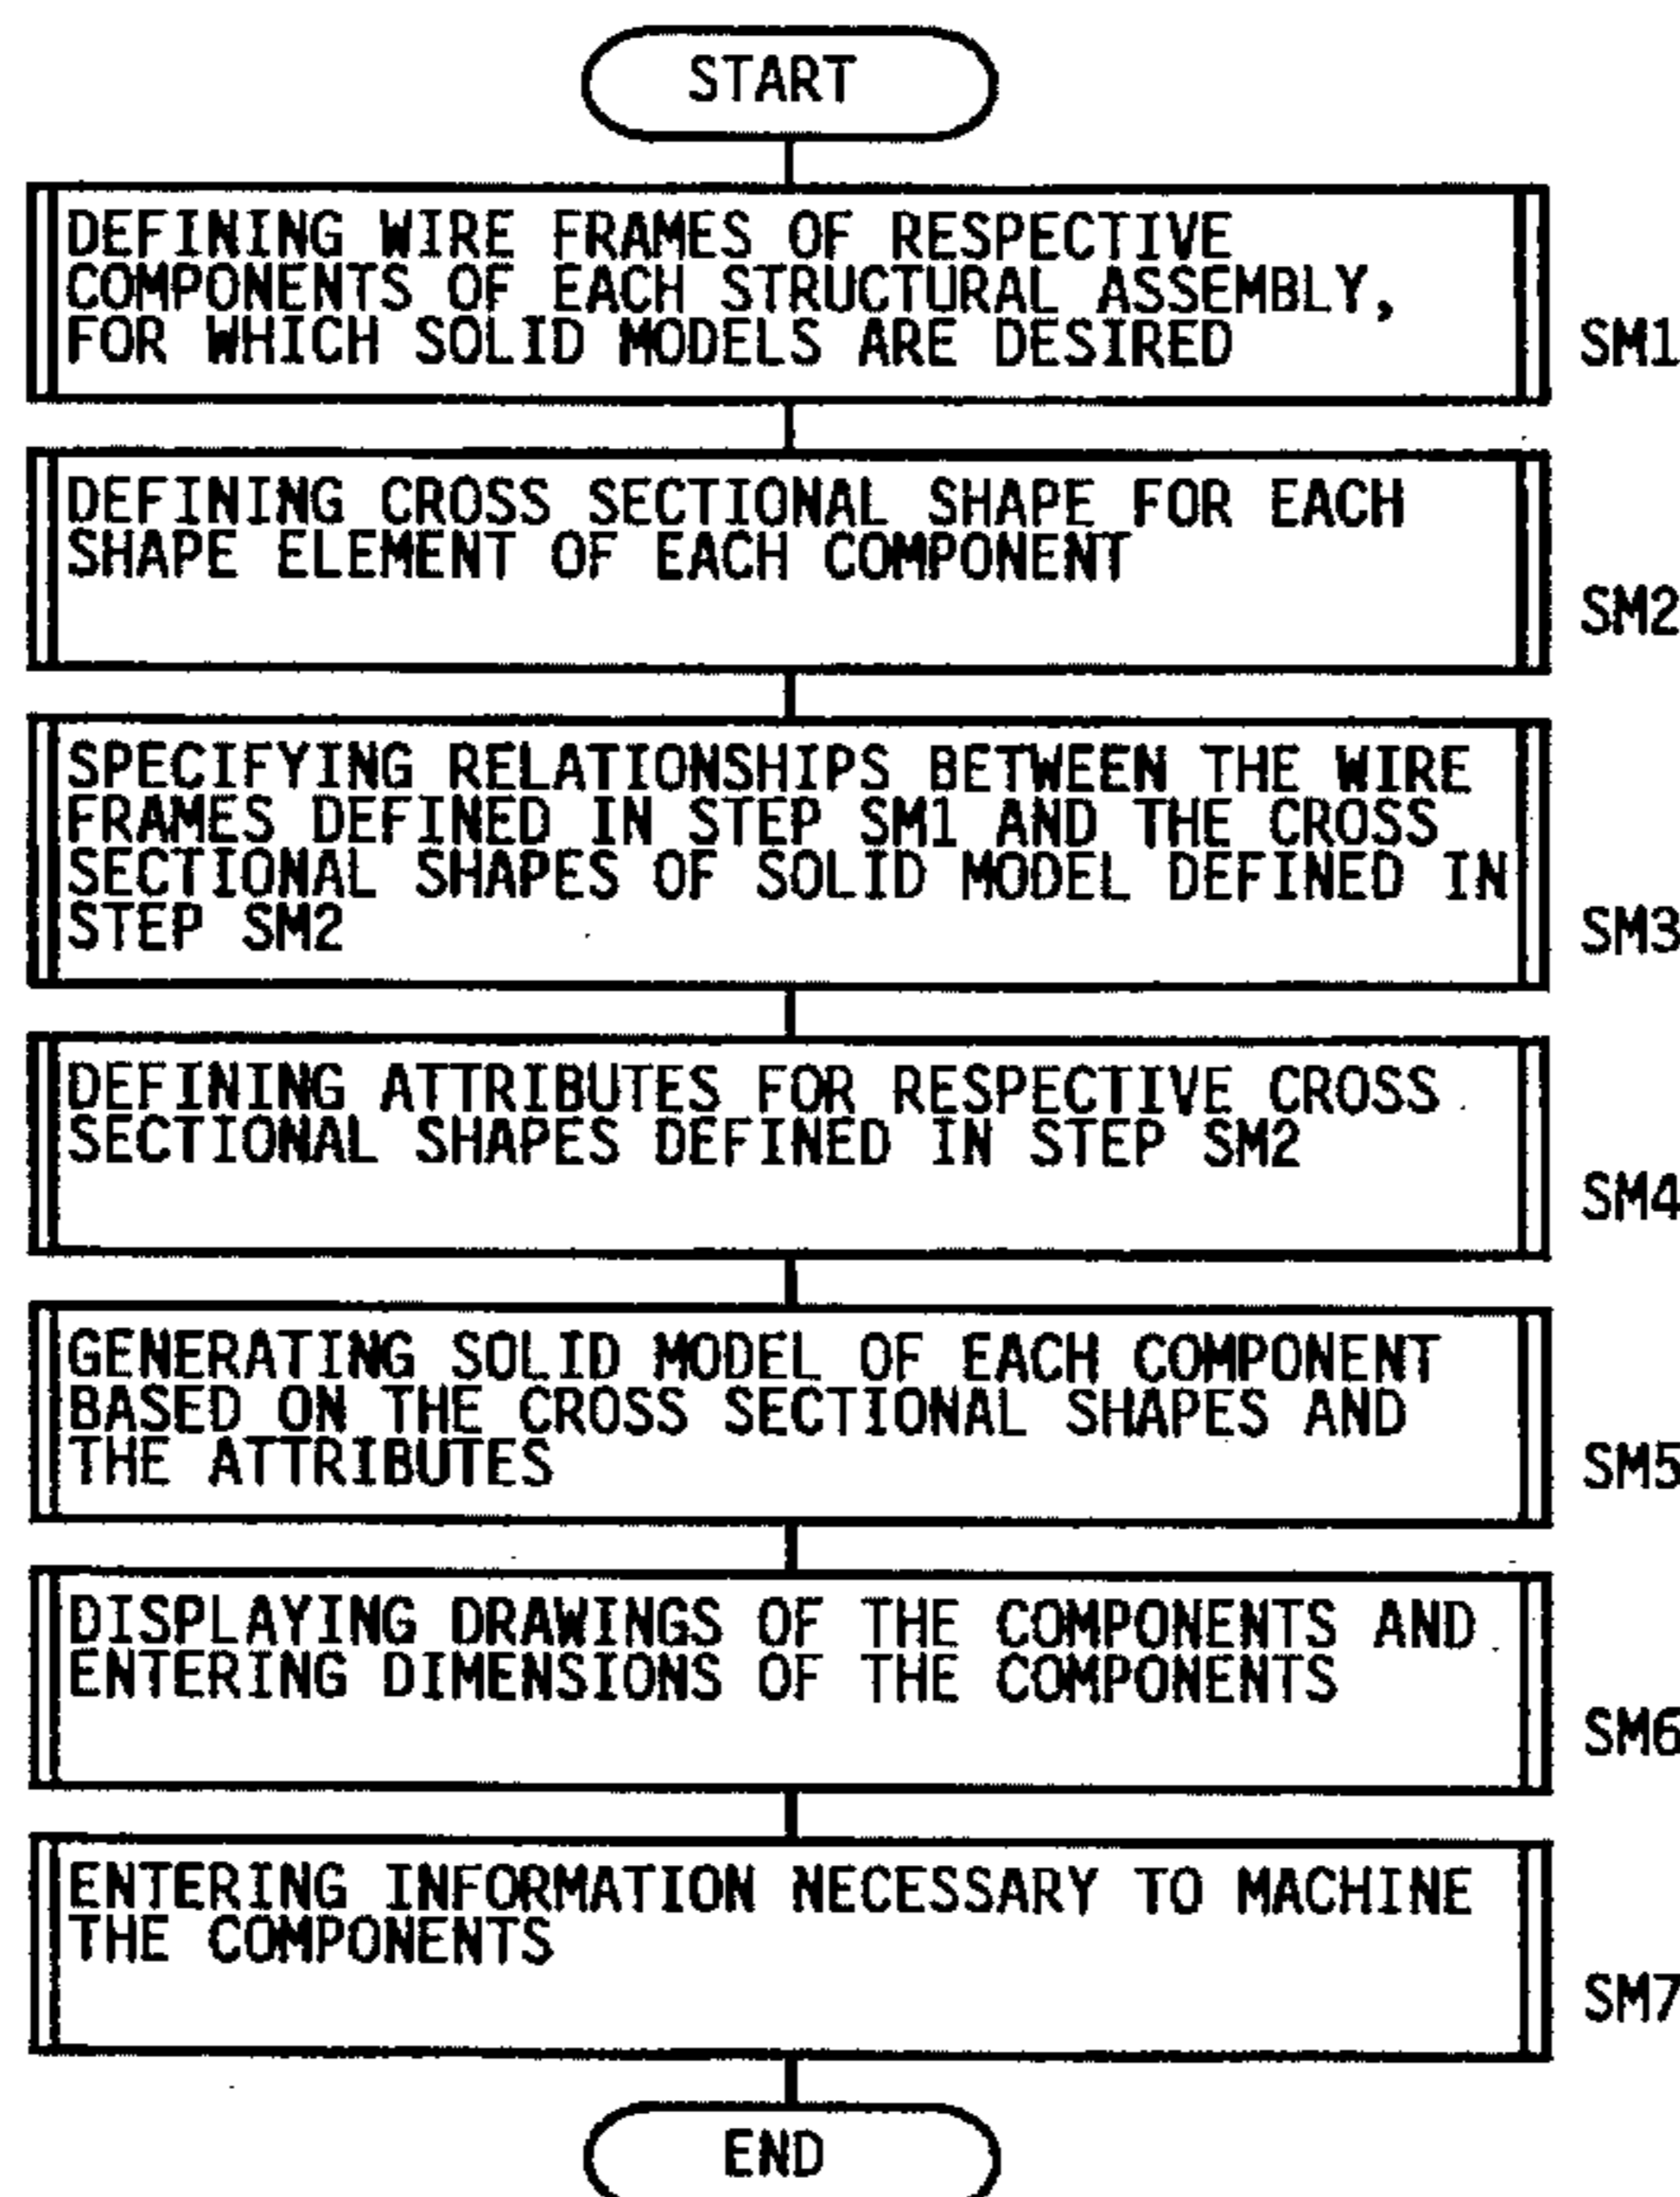 START
DEFINING WIRE FRAMES OF RESPECTIVE
COMPONENTS OF EACH STRUCTURAL ASSEMBLY,
FOR WHICH SOLID MODELS ARE DESIRED
SM1
DEFINING CROSS SECTIONAL SHAPE FOR EACH
SHAPE ELEMENT OF EACH COMPONENT
SM2
SPECIFYING RELATIONSHIPS BETWEEN THE WIRE
FRAMES DEFINED IN STEP SM1 AND THE CROSS
SECTIONAL SHAPES OF SOLID MODEL DEFINED IN
STEP SM2
SM3
DEFINING ATTRIBUTES FOR RESPECTIVE CROSS
SECTIONAL SHAPES DEFINED IN STEP SM2
SM4
GENERATING SOLID MODEL OF EACH COMPONENT
BASED ON THE CROSS SECTIONAL SHAPES AND
THE ATTRIBUTES
SM5
DISPLAYING DRAWINGS OF THE COMPONENTS AND
ENTERING DIMENSIONS OF THE COMPONENTS
SM6
ENTERING INFORMATION NECESSARY TO MACHINE
THE COMPONENTS
SM7
END